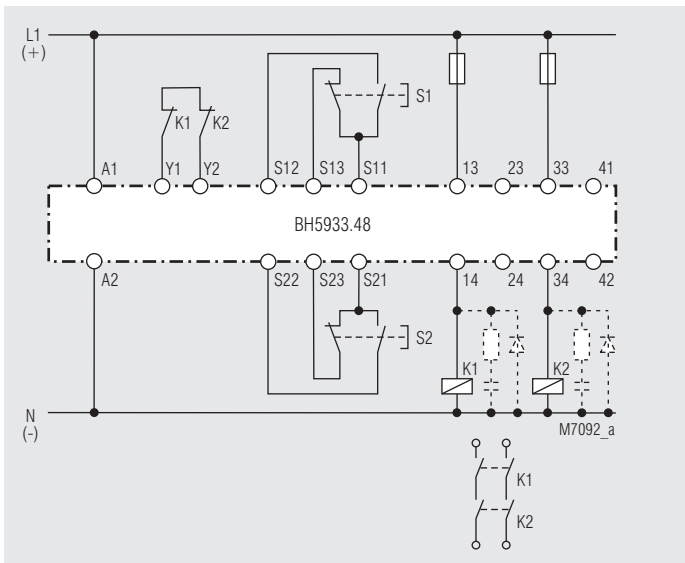 L1
(+)
K1 K2
S1
A1 Y1 Y2 S12 S13 S11 13 23 33 41
BH5933.48
A2 S22 S23 S21 14 24 34 42
S2
K1 K2
N
(-)
M7092_a
K1
K2